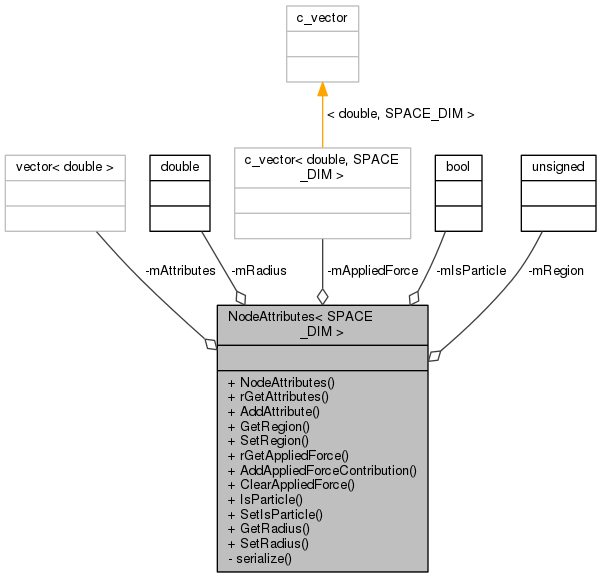 c_vector
< double, SPACE_DIM >
vector< double >
double
c_vector< double, SPACE
_DIM >
bool
unsigned
-mAttributes
-mRadius
-mAppliedForce
-mIsParticle
-mRegion
NodeAttributes< SPACE
_DIM >
+ NodeAttributes()
+ rGetAttributes()
+ AddAttribute()
+ GetRegion()
+ SetRegion()
+ rGetAppliedForce()
+ AddAppliedForceContribution()
+ ClearAppliedForce()
+ IsParticle()
+ SetIsParticle()
+ GetRadius()
+ SetRadius()
- serialize()